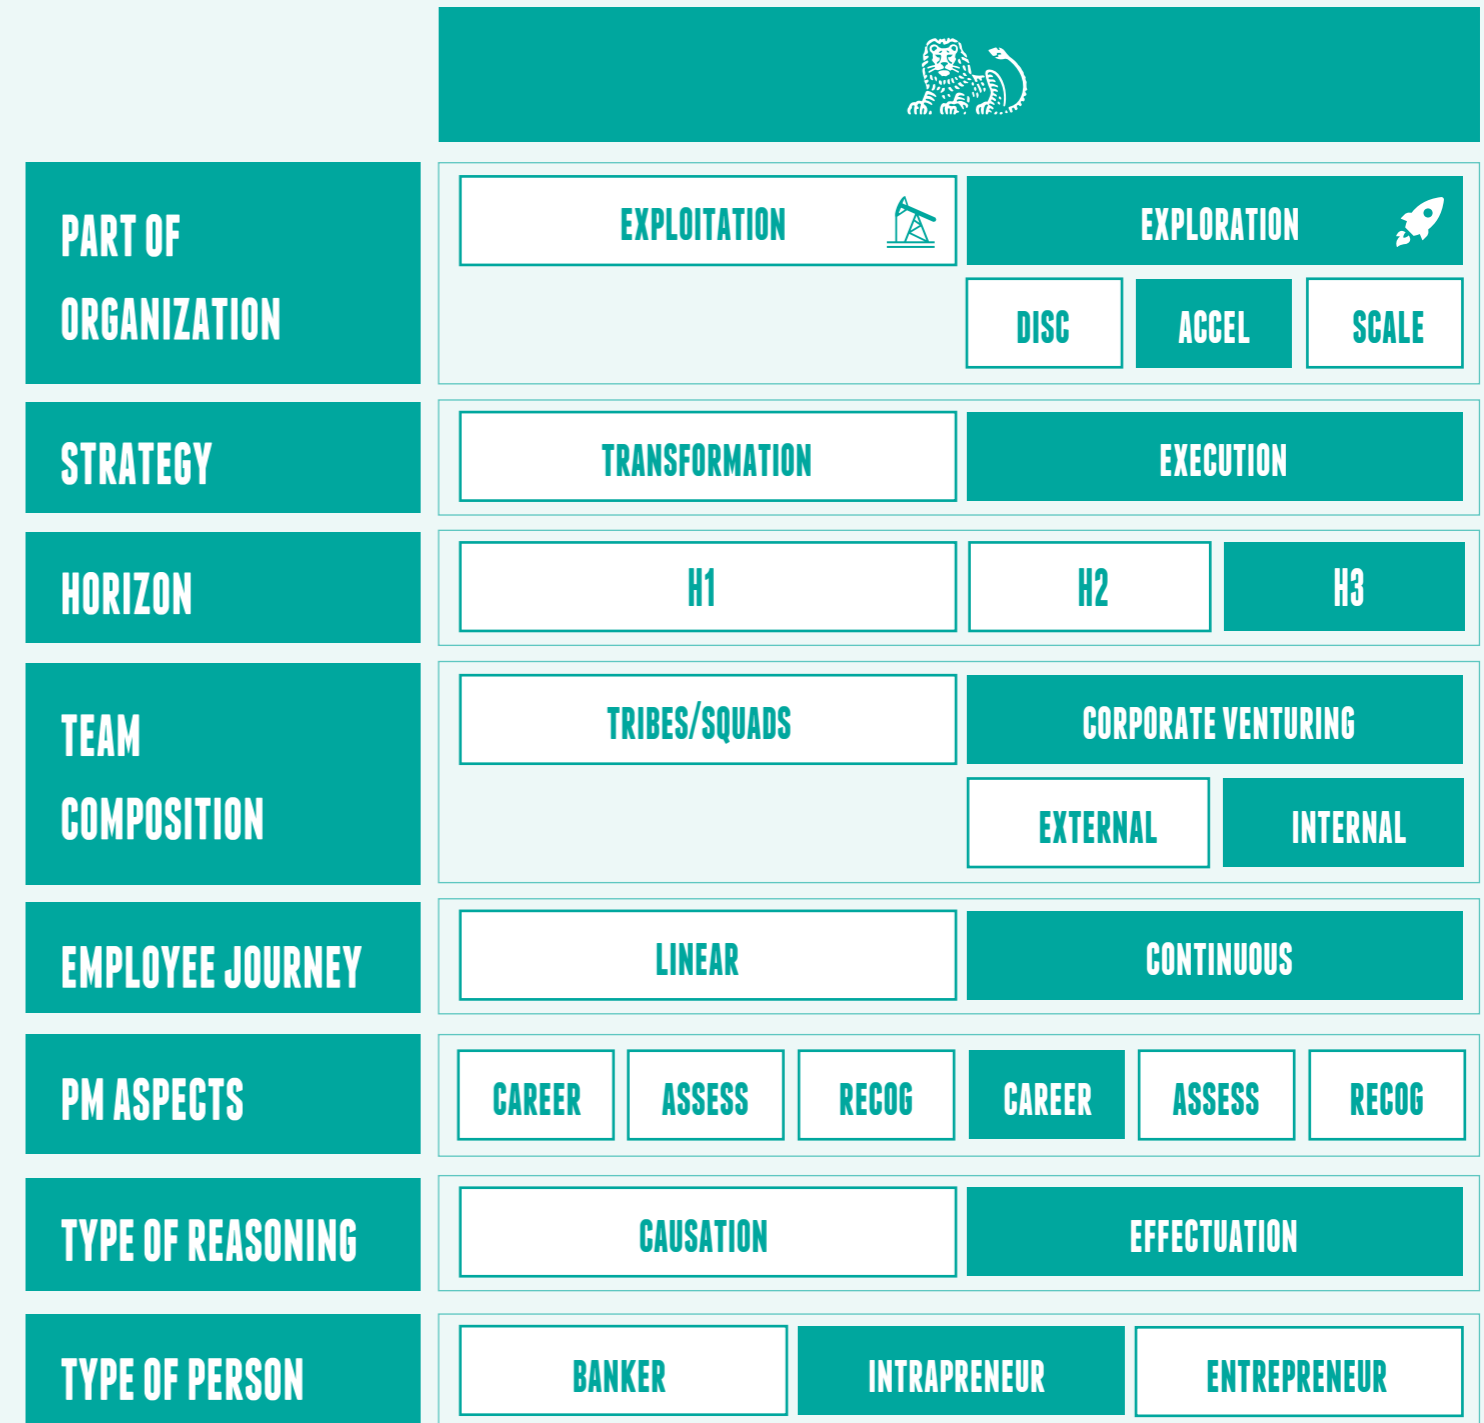 PART OF
ORGANIZATION
EXPLOITATION
EXPLORATION
DISC
ACCEL
SCALE
STRATEGY
TRANSFORMATION
EXECUTION
HORIZON
H1
H2
H3
TEAM
COMPOSITION
TRIBES/SQUADS
CORPORATE VENTURING
EXTERNAL
INTERNAL
EMPLOYEE JOURNEY
LINEAR
CONTINUOUS
PM ASPECTS
CAREER
ASSESS
RECOG
CAREER
ASSESS
RECOG
TYPE OF REASONING
CAUSATION
EFFECTUATION
TYPE OF PERSON
BANKER
INTRAPRENEUR
ENTREPRENEUR